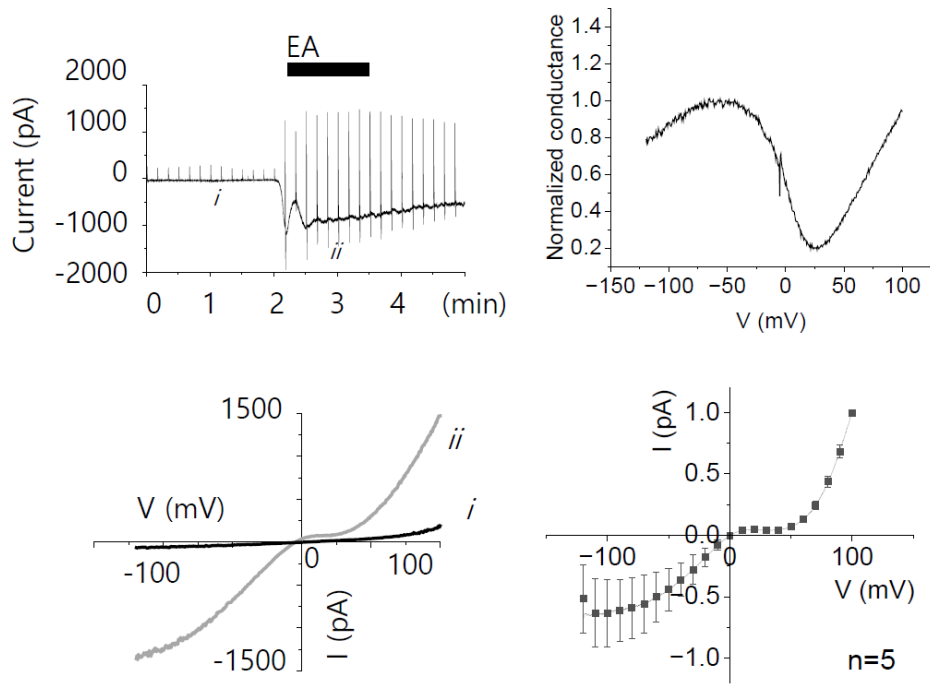 EA
Current (pA)
2000
1000
0
-1000
-2000
i
ii
0 1 2 3 4 (min)
Normalized conductance
1.4
1.2
1.0
0.8
0.6
0.4
0.2
−150 −100 −50 0 50 100
V (mV)
1500
ii
i
V (mV)
-100 0 100
-1500
I (pA)
I (pA)
1.0
0.5
0.0
−0.5
−1.0
−100 0 100
V (mV)
n=5